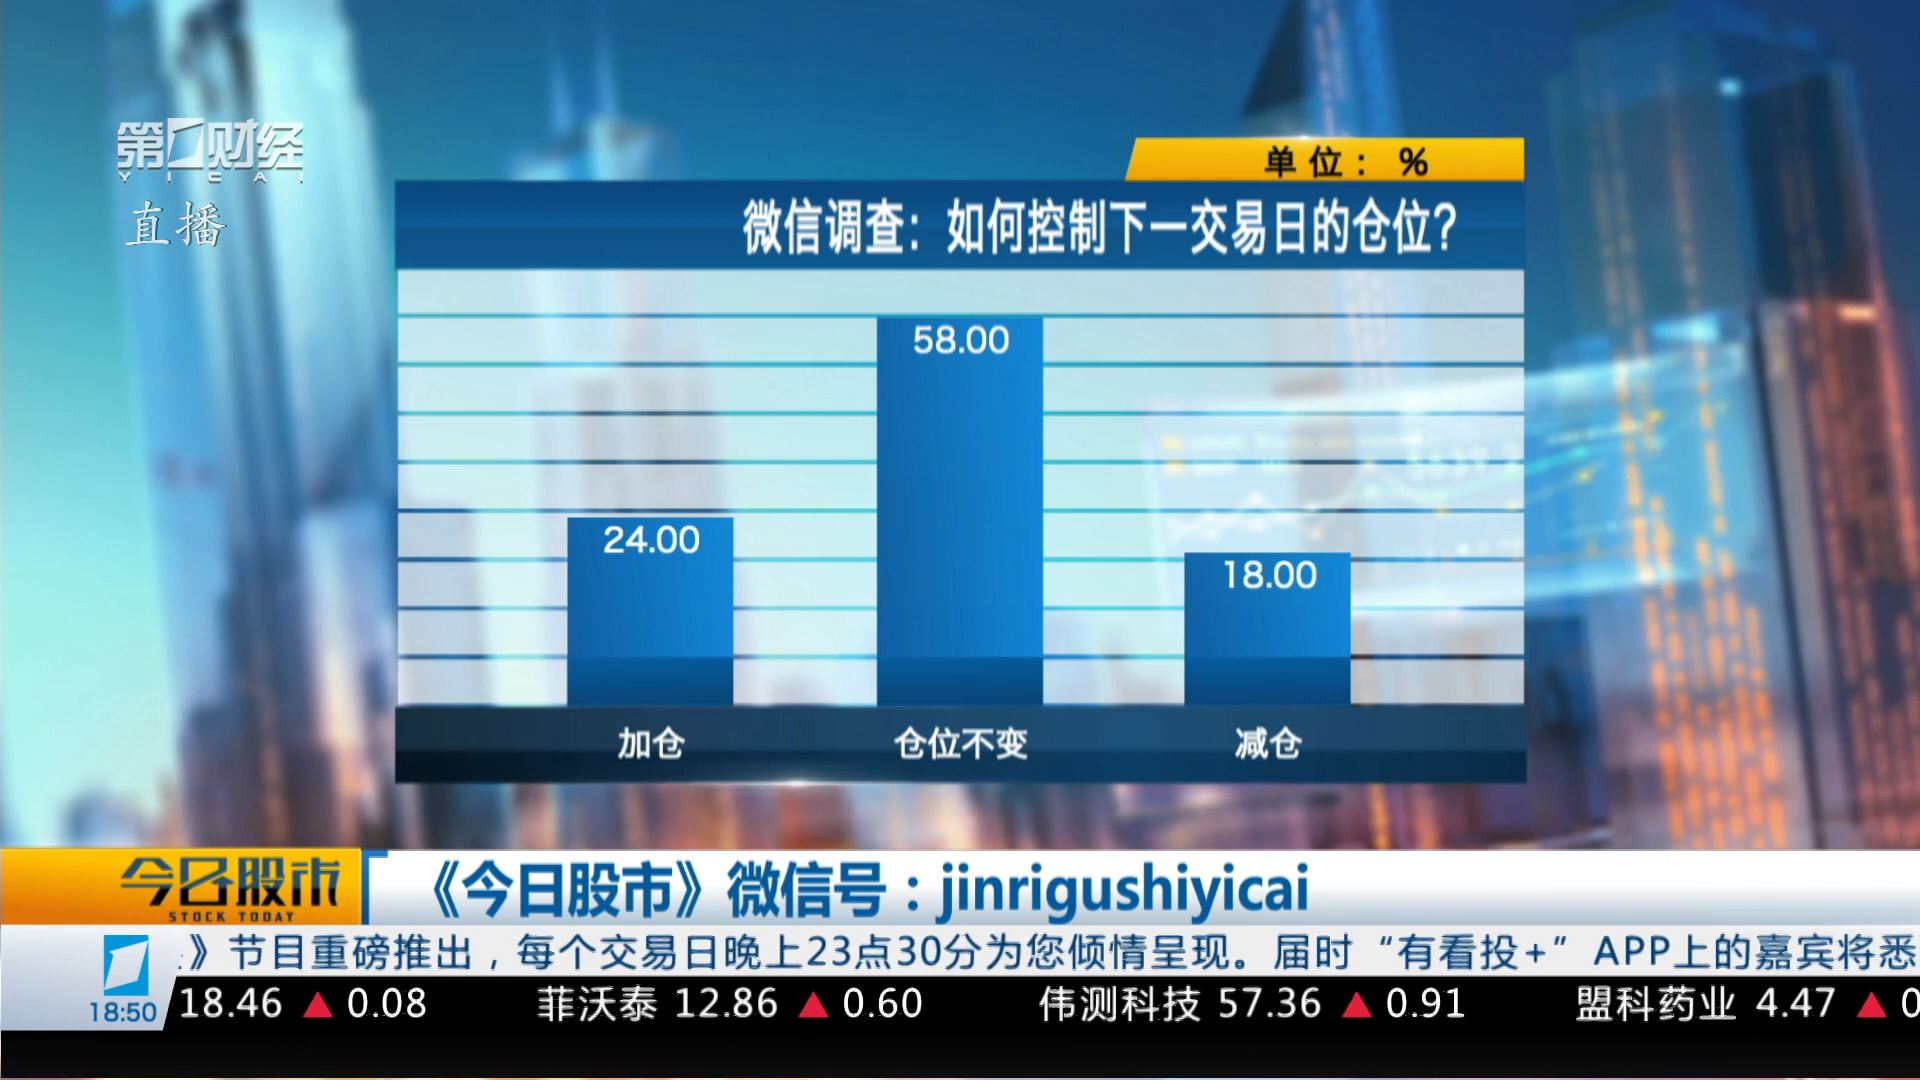 第一财经
YICAI
直播
单位：%
微信调查：如何控制下一交易日的仓位？
24.00
58.00
18.00
加仓
仓位不变
减仓
今日股市
STOCK TODAY
《今日股市》微信号：jinrigushiyicai
》节目重磅推出，每个交易日晚上23点30分为您倾情呈现。届时“有看投+”APP上的嘉宾将悉
18:50
18.46 ▲ 0.08 菲沃泰 12.86 ▲ 0.60 伟测科技 57.36 ▲ 0.91 盟科药业 4.47 ▲ 0